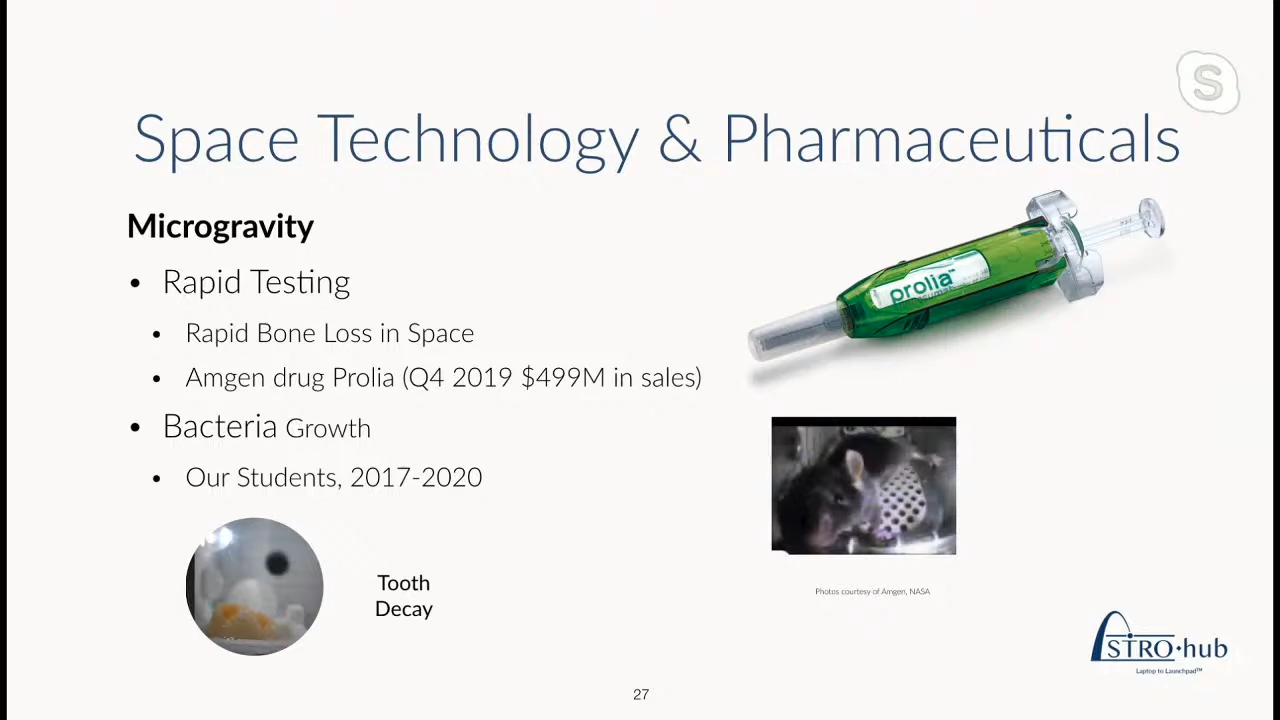 S
Space Technology & Pharmaceuticals
Microgravity
• Rapid Testing
• Rapid Bone Loss in Space
• Amgen drug Prolia (Q4 2019 $499M in sales)
• Bacteria Growth
• Our Students, 2017-2020
prolia™
Tooth
Decay
Photos courtesy of Amgen, NASA
STRO·hub
Laptop to Launchpad™
27